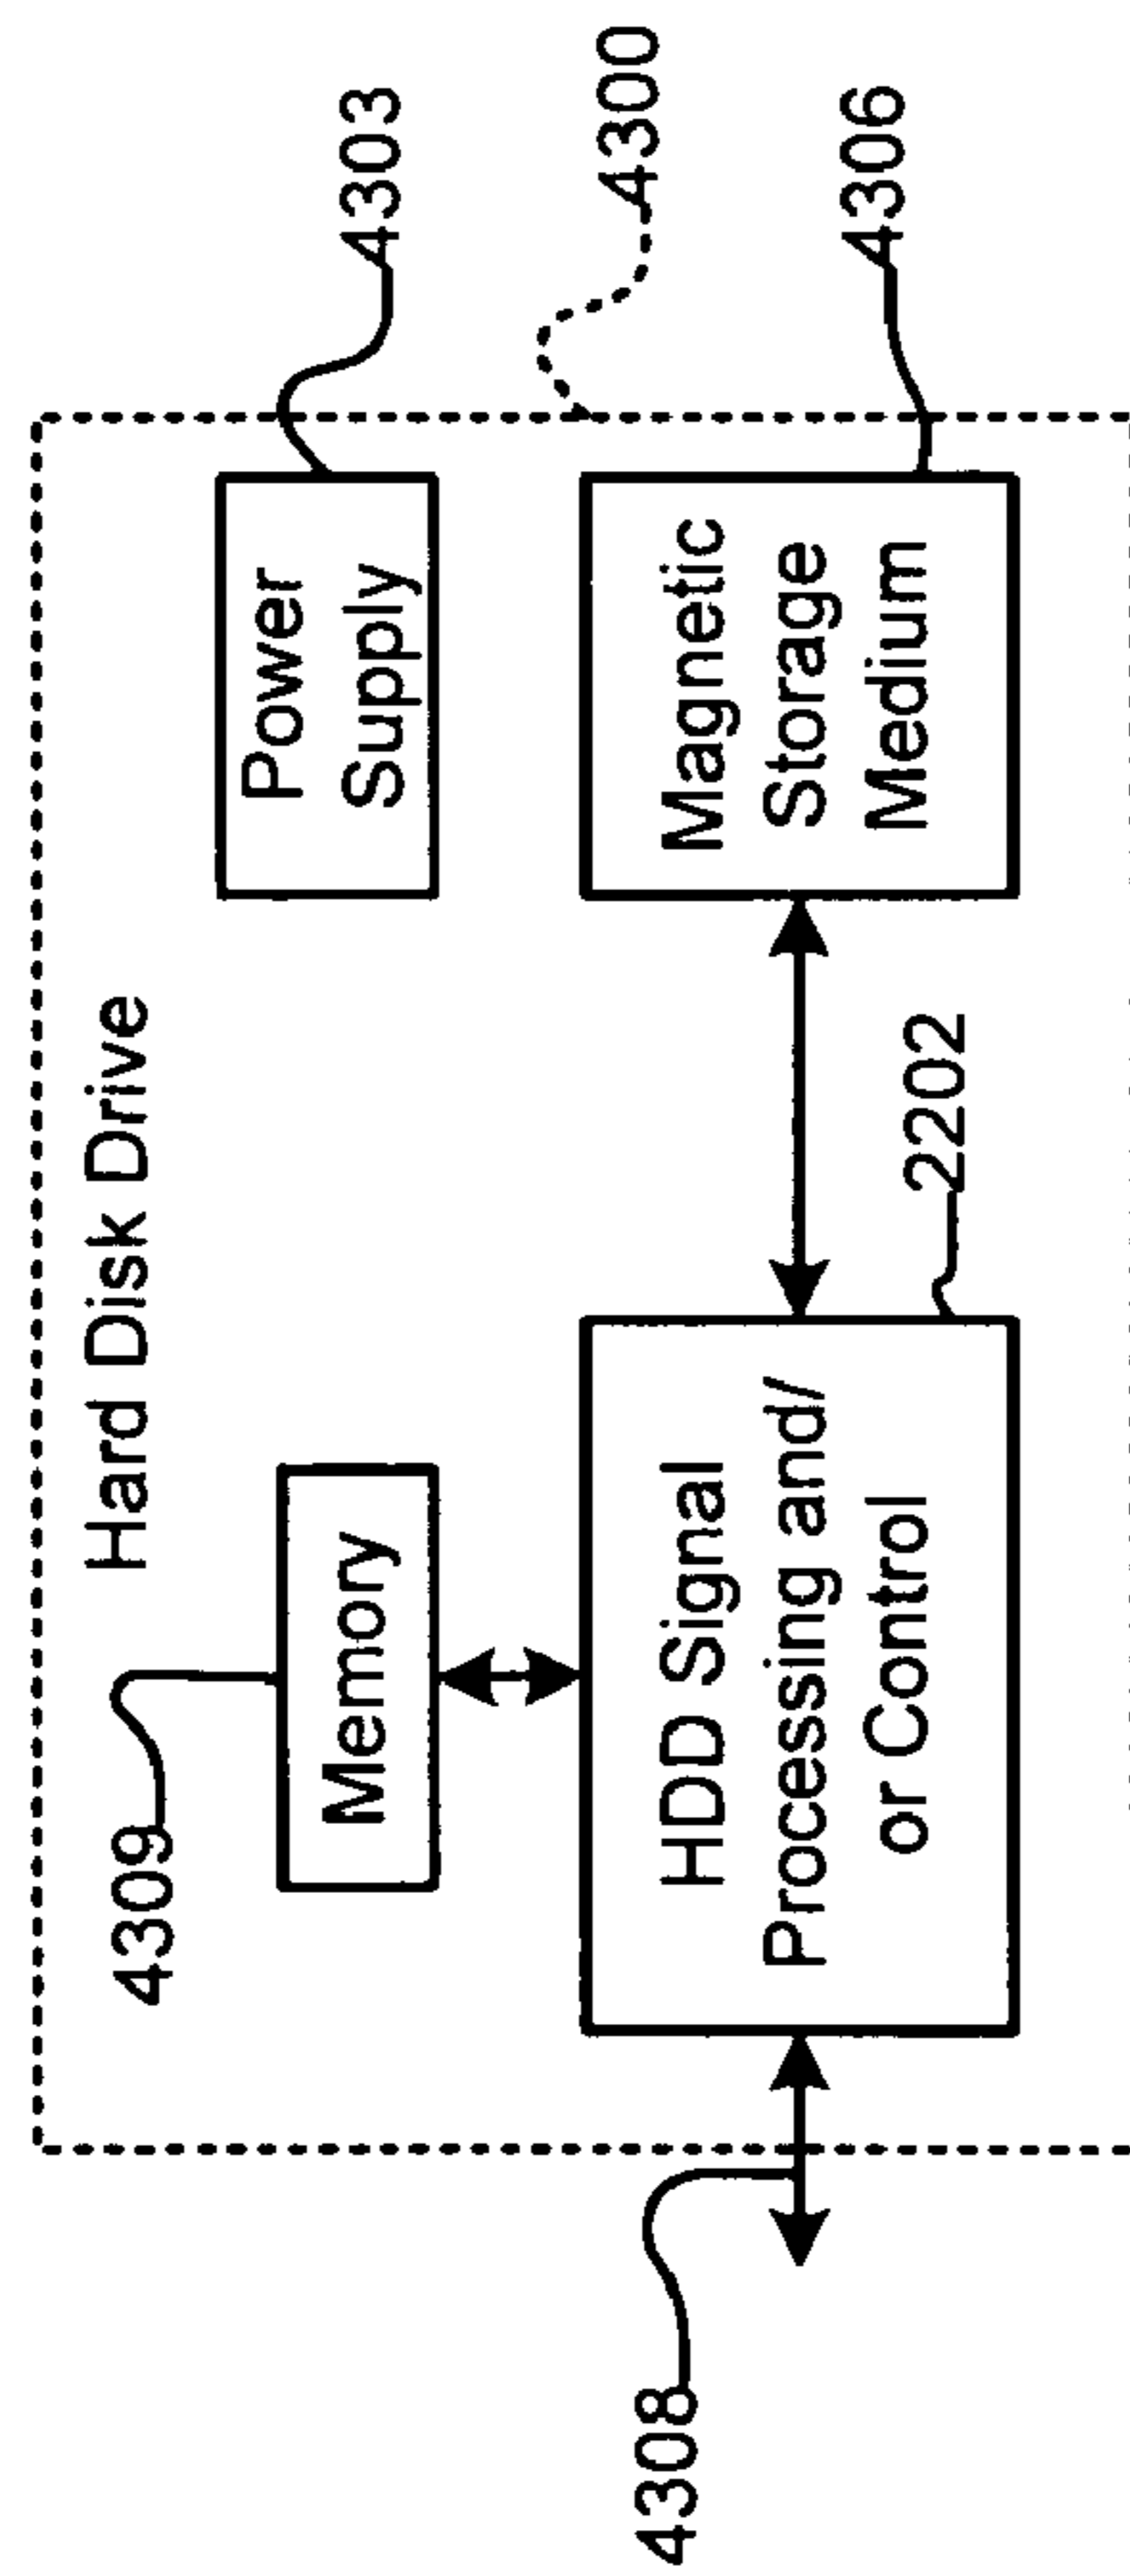 Hard Disk Drive
4309
Memory
Power
Supply
4303
4300
4308
HDD Signal
Processing and/
or Control
2202
Magnetic
Storage
Medium
4306